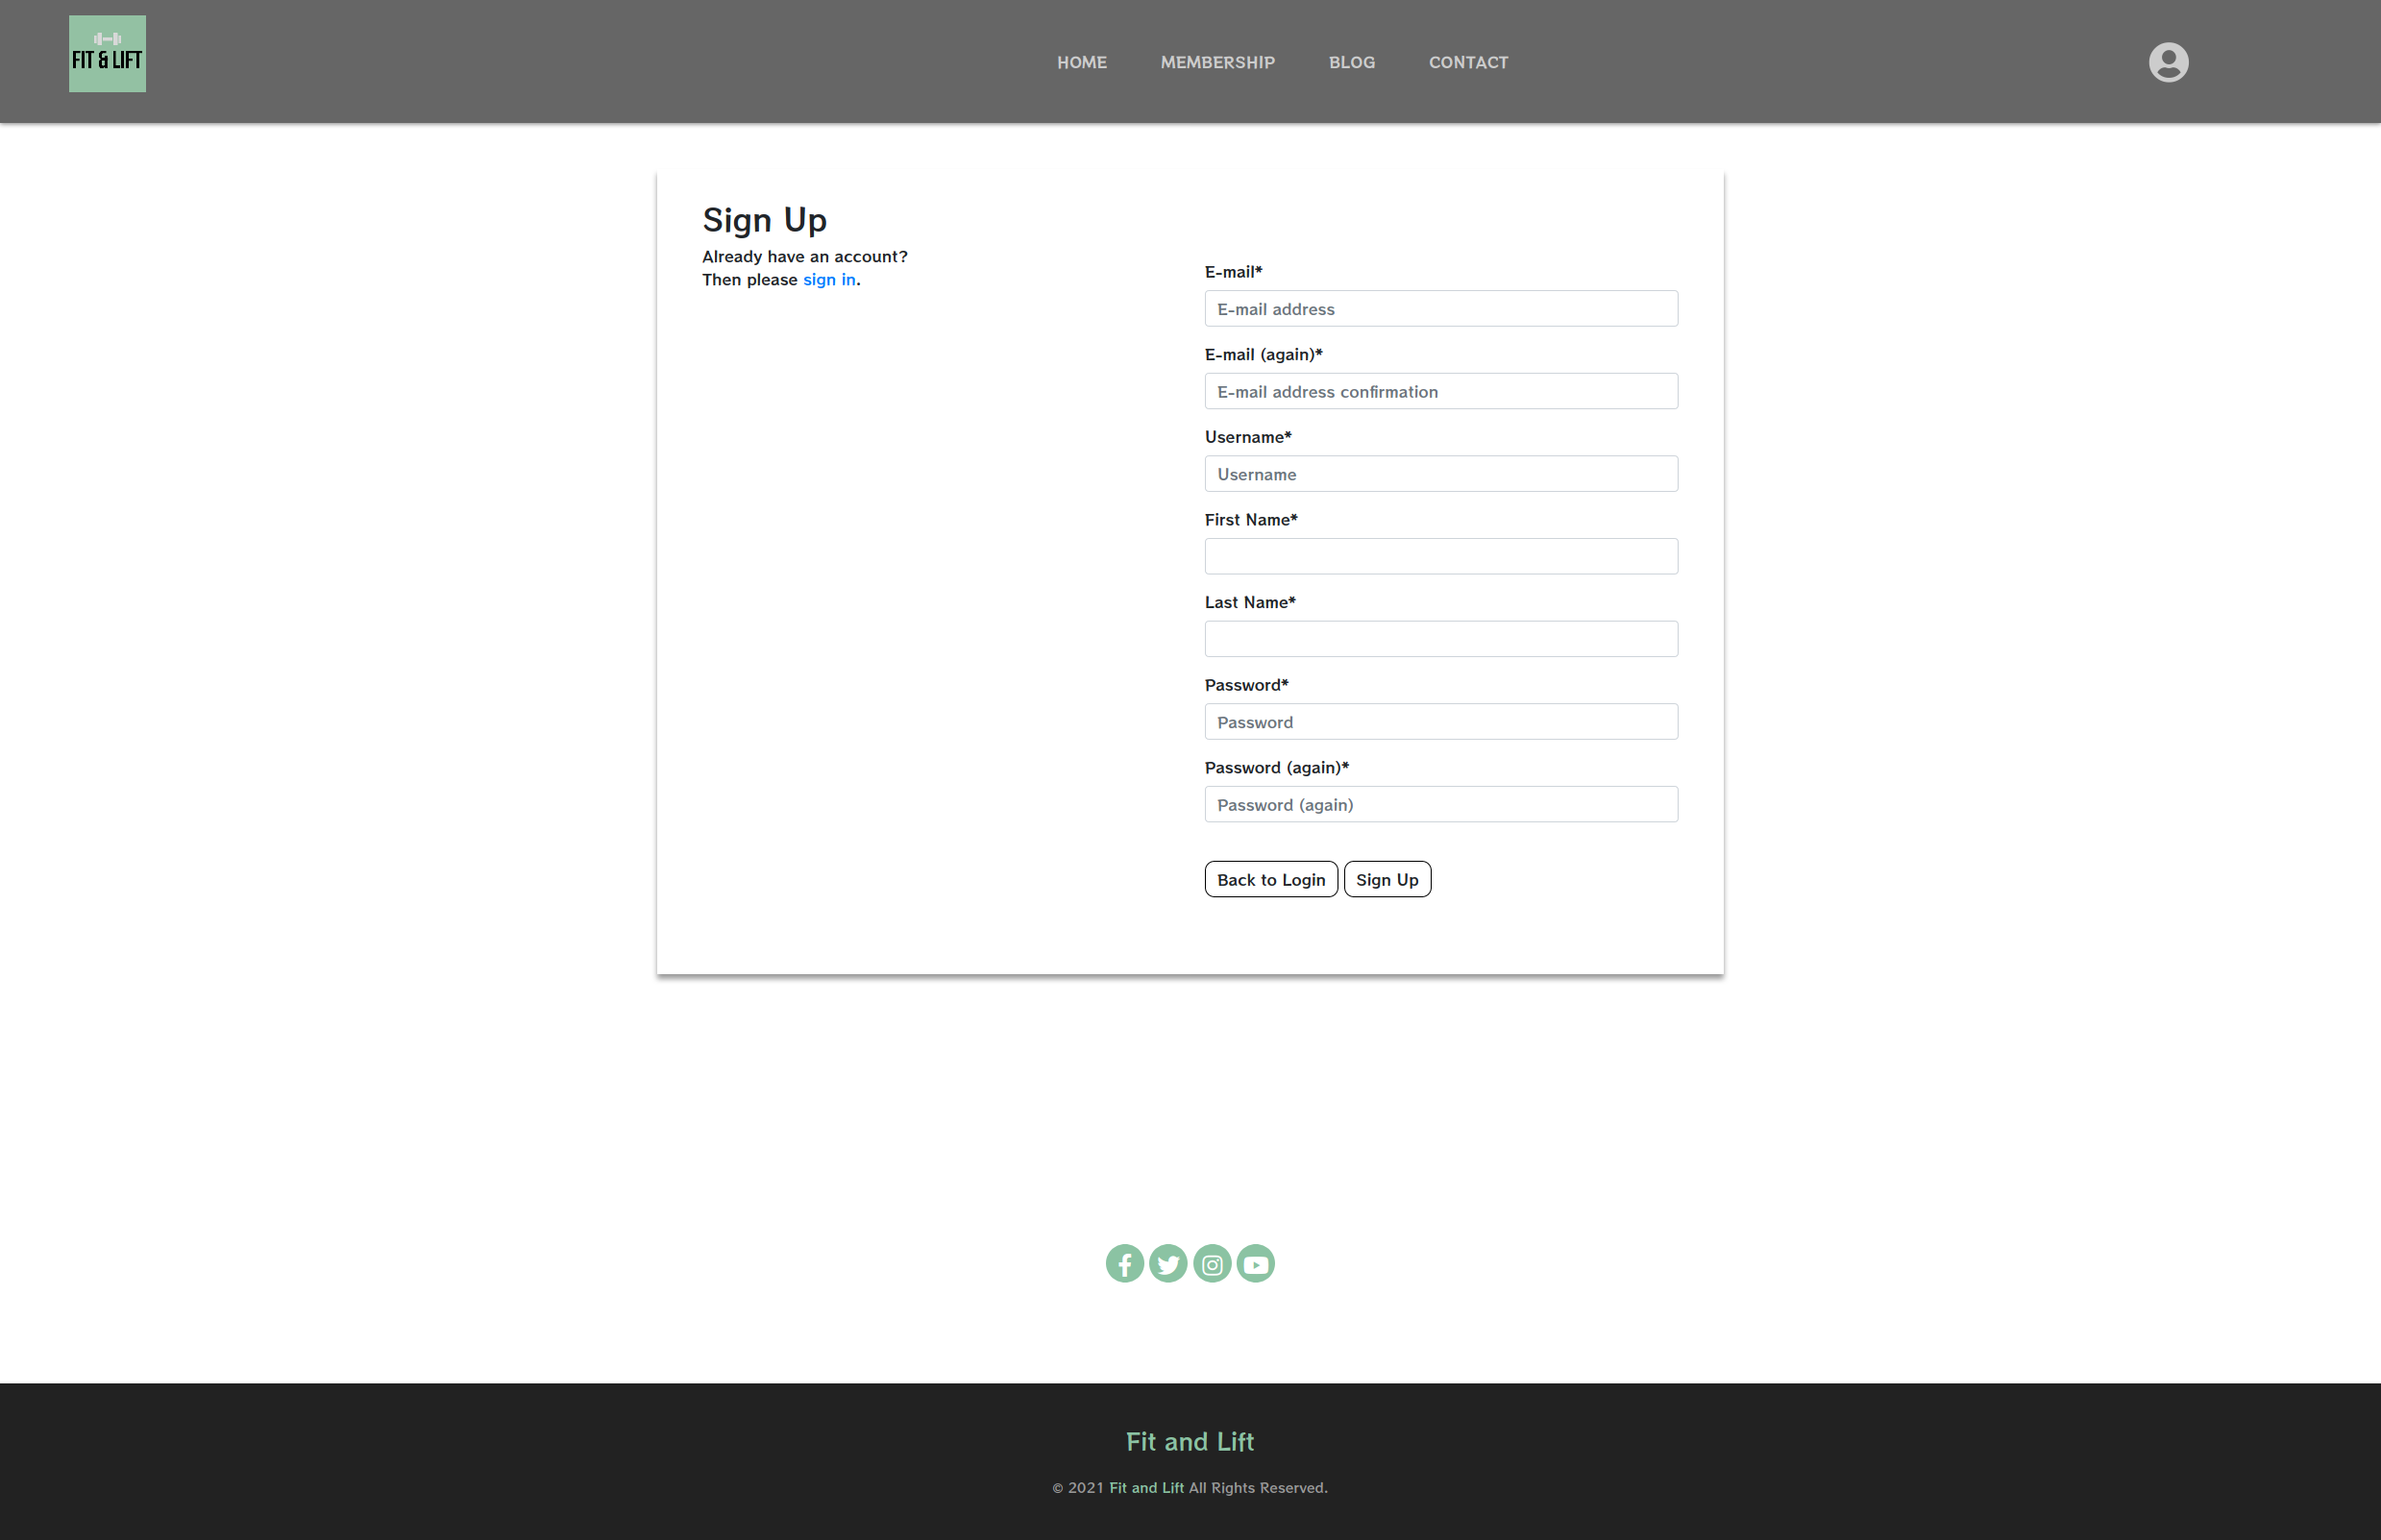 FIT & LIFT
HOME MEMBERSHIP BLOG CONTACT
Sign Up
Already have an account?
Then please sign in.
E-mail*
E-mail address
E-mail (again)*
E-mail address confirmation
Username*
Username
First Name*
Last Name*
Password*
Password
Password (again)*
Password (again)
Back to Login Sign Up
Fit and Lift
© 2021 Fit and Lift All Rights Reserved.